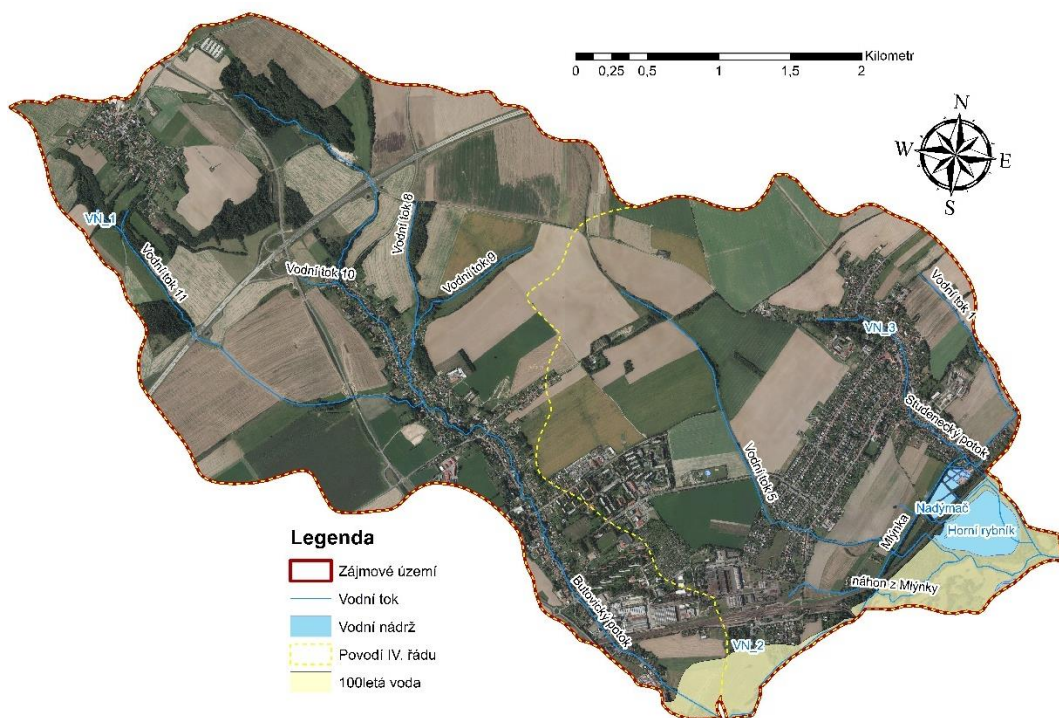 Kilometr
0 0,25 0,5 1 1,5 2
N
W E
S
VN_1
Vodní tok 11
Vodní tok 10
Vodní tok 8
Vodní tok 9
Vodní tok 1
VN_3
Studenecký potok
Vodní tok 5
Nadýmač
Mlýnka
Horní rybník
náhon z Mlýnky
Butovický potok
VN_2
Legenda
Zájmové území
Vodní tok
Vodní nádrž
Povodí IV. řádu
100letá voda